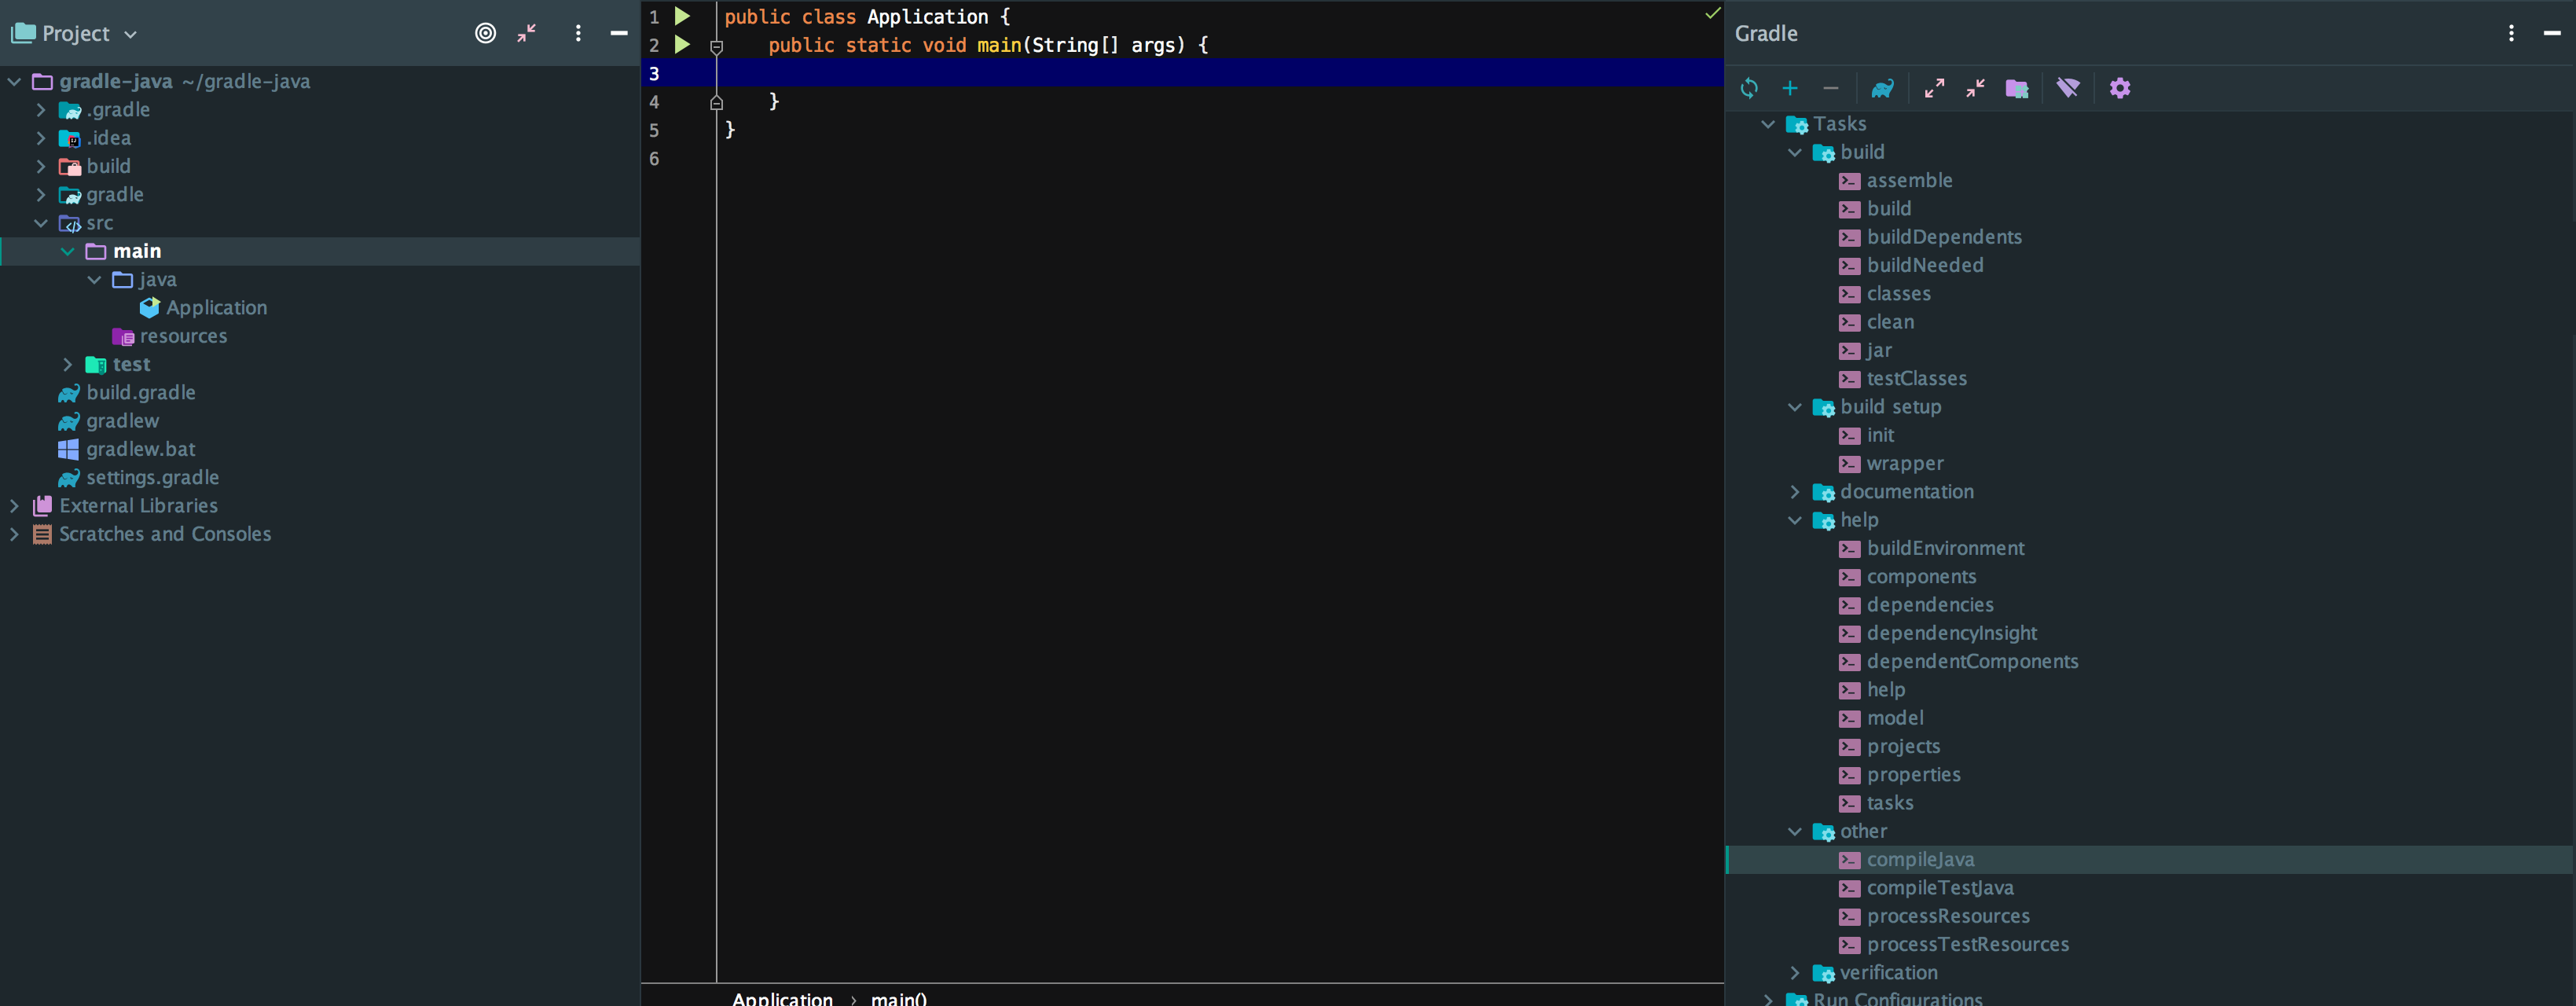 Project
gradle-java ~/gradle-java
.gradle
.idea
build
gradle
src
main
java
Application
resources
test
build.gradle
gradlew
gradlew.bat
settings.gradle
External Libraries
Scratches and Consoles
1 public class Application {
2 public static void main(String[] args) {
3
4 }
5 }
6
Application › main()
Gradle
Tasks
build
assemble
build
buildDependents
buildNeeded
classes
clean
jar
testClasses
build setup
init
wrapper
documentation
help
buildEnvironment
components
dependencies
dependencyInsight
dependentComponents
help
model
projects
properties
tasks
other
compileJava
compileTestJava
processResources
processTestResources
verification
Run Configurations